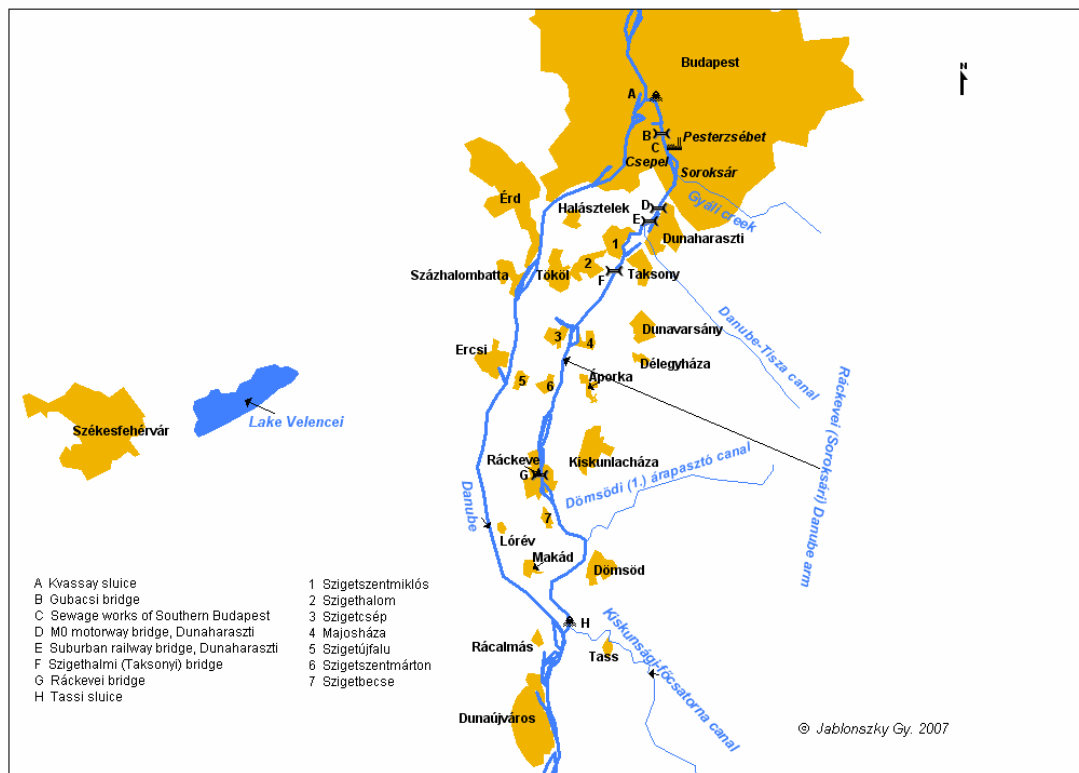 Budapest
N
A
B
Pesterzsébet
C
Csepel
Soroksár
Érd
Halásztelek
D
Gyáli creek
E
1
Dunaharaszti
Százhalombatta
Tököl
2
F
Taksony
Danube-Tisza canal
3
4
Dunavarsány
Délegyháza
Ercsi
5
6
Áporka
Ráckevei (Soroksári) Danube arm
Székesfehérvár
Lake Velencei
Ráckeve
G
Kiskunlacháza
Dömsödi (1.) árapasztó canal
Danube
7
Lórév
Makád
Dömsöd
H
Kiskunsági-főcsatorna canal
Rácalmás
Tass
Dunaújváros
A Kvassay sluice
B Gubacsi bridge
C Sewage works of Southern Budapest
D M0 motorway bridge, Dunaharaszti
E Suburban railway bridge, Dunaharaszti
F Szigethalmi (Taksonyi) bridge
G Ráckevei bridge
H Tassi sluice
1 Szigetszentmiklós
2 Szigethalom
3 Szigetcsép
4 Majosháza
5 Szigetújfalu
6 Szigetszentmárton
7 Szigetbecse
© Jablonszky Gy. 2007